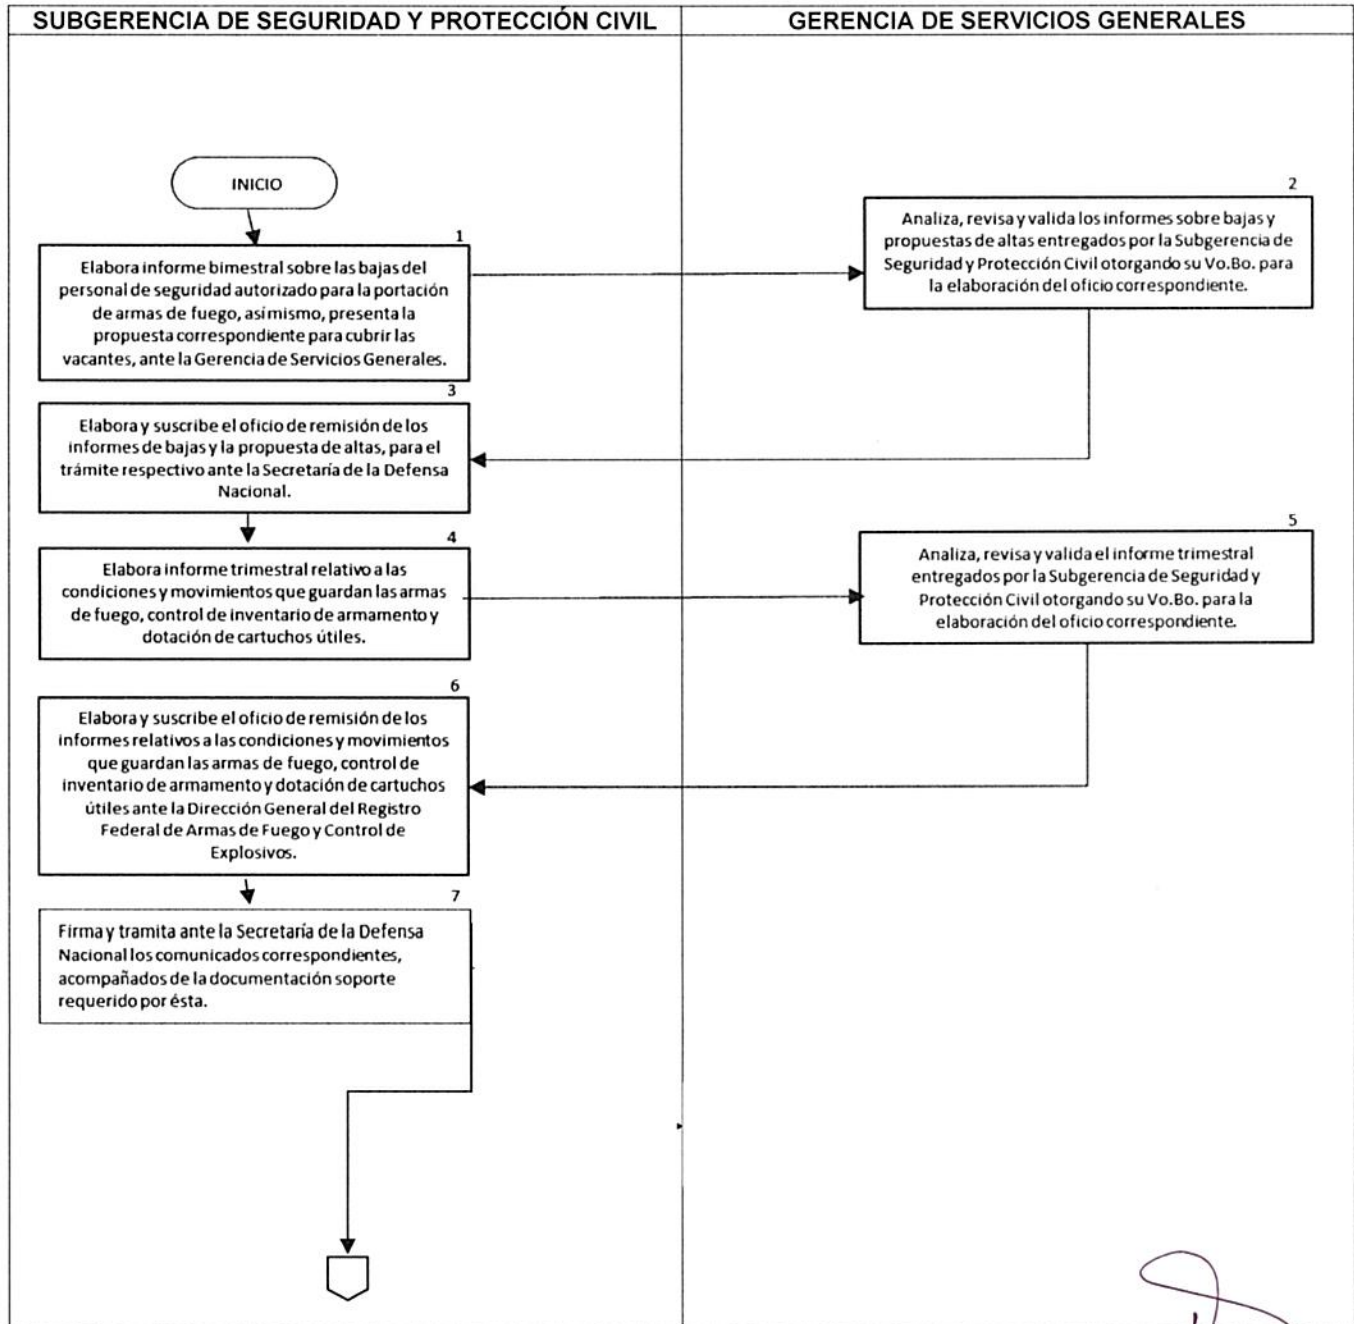 SUBGERENCIA DE SEGURIDAD Y PROTECCIÓN CIVIL
GERENCIA DE SERVICIOS GENERALES
INICIO
1
Elabora informe bimestral sobre las bajas del
personal de seguridad autorizado para la portación
de armas de fuego, asímismo, presenta la
propuesta correspondiente para cubrir las
vacantes, ante la Gerencia de Servicios Generales.
2
Analiza, revisa y valida los informes sobre bajas y
propuestas de altas entregados por la Subgerencia de
Seguridad y Protección Civil otorgando su Vo.Bo. para
la elaboración del oficio correspondiente.
3
Elabora y suscribe el oficio de remisión de los
informes de bajas y la propuesta de altas, para el
trámite respectivo ante la Secretaría de la Defensa
Nacional.
4
Elabora informe trimestral relativo a las
condiciones y movimientos que guardan las armas
de fuego, control de inventario de armamento y
dotación de cartuchos útiles.
5
Analiza, revisa y valida el informe trimestral
entregados por la Subgerencia de Seguridad y
Protección Civil otorgando su Vo.Bo. para la
elaboración del oficio correspondiente.
6
Elabora y suscribe el oficio de remisión de los
informes relativos a las condiciones y movimientos
que guardan las armas de fuego, control de
inventario de armamento y dotación de cartuchos
útiles ante la Dirección General del Registro
Federal de Armas de Fuego y Control de
Explosivos.
7
Firma y tramita ante la Secretaría de la Defensa
Nacional los comunicados correspondientes,
acompañados de la documentación soporte
requerido por ésta.